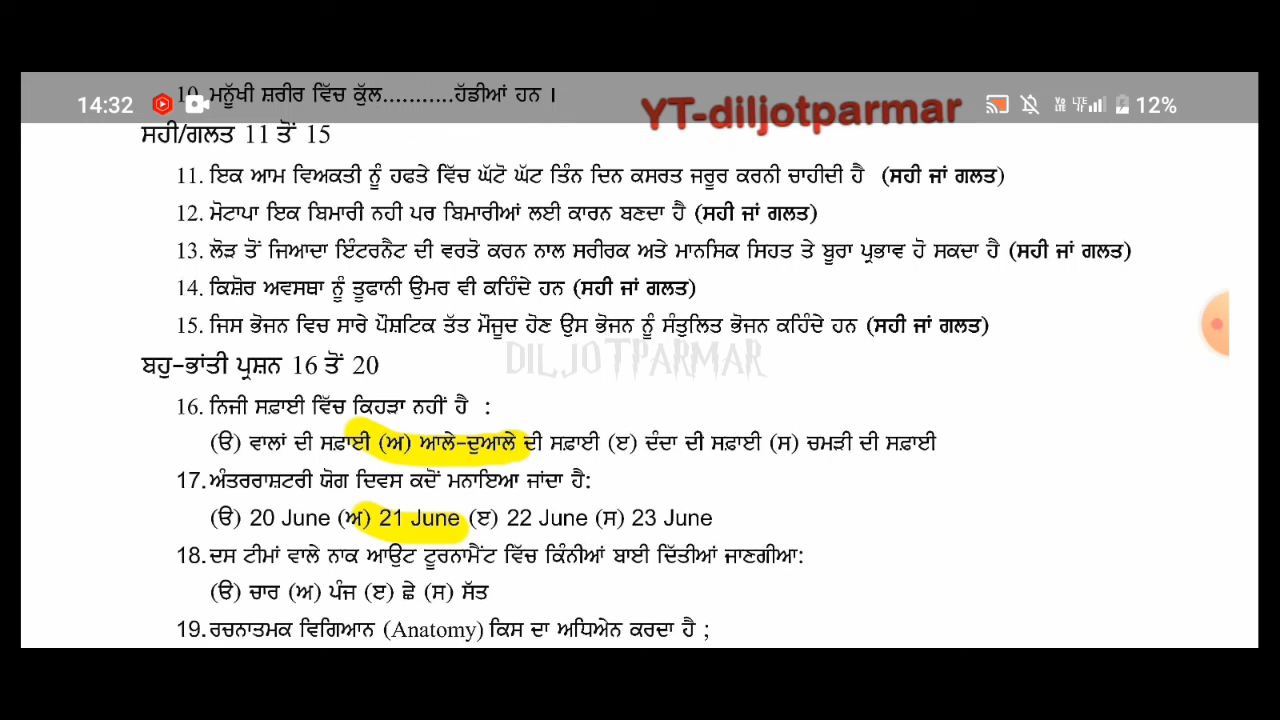 14:32
12%
10. ਮਨੁੱਖੀ ਸ਼ਰੀਰ ਵਿੱਚ ਕੁੱਲ...........ਹੱਡੀਆਂ ਹਨ ।
YT-diljotparmar
ਸਹੀ/ਗਲਤ 11 ਤੋਂ 15
11. ਇਕ ਆਮ ਵਿਅਕਤੀ ਨੂੰ ਹਫਤੇ ਵਿੱਚ ਘੱਟੋ ਘੱਟ ਤਿੰਨ ਦਿਨ ਕਸਰਤ ਜਰੂਰ ਕਰਨੀ ਚਾਹੀਦੀ ਹੈ (ਸਹੀ ਜਾਂ ਗਲਤ)
12. ਮੋਟਾਪਾ ਇਕ ਬਿਮਾਰੀ ਨਹੀ ਪਰ ਬਿਮਾਰੀਆਂ ਲਈ ਕਾਰਨ ਬਣਦਾ ਹੈ (ਸਹੀ ਜਾਂ ਗਲਤ)
13. ਲੋੜ ਤੋਂ ਜਿਆਦਾ ਇੰਟਰਨੈਟ ਦੀ ਵਰਤੋ ਕਰਨ ਨਾਲ ਸਰੀਰਕ ਅਤੇ ਮਾਨਸਿਕ ਸਿਹਤ ਤੇ ਬੂਰਾ ਪ੍ਰਭਾਵ ਹੋ ਸਕਦਾ ਹੈ (ਸਹੀ ਜਾਂ ਗਲਤ)
14. ਕਿਸ਼ੋਰ ਅਵਸਥਾ ਨੂੰ ਤੂਫਾਨੀ ਉਮਰ ਵੀ ਕਹਿੰਦੇ ਹਨ (ਸਹੀ ਜਾਂ ਗਲਤ)
15. ਜਿਸ ਭੋਜਨ ਵਿਚ ਸਾਰੇ ਪੌਸ਼ਟਿਕ ਤੱਤ ਮੌਜੂਦ ਹੋਣ ਉਸ ਭੋਜਨ ਨੂੰ ਸੰਤੁਲਿਤ ਭੋਜਨ ਕਹਿੰਦੇ ਹਨ (ਸਹੀ ਜਾਂ ਗਲਤ)
DILJOTPARMAR
ਬਹੁ-ਭਾਂਤੀ ਪ੍ਰਸ਼ਨ 16 ਤੋਂ 20
16. ਨਿਜੀ ਸਫ਼ਾਈ ਵਿੱਚ ਕਿਹੜਾ ਨਹੀਂ ਹੈ :
(ੳ) ਵਾਲਾਂ ਦੀ ਸਫ਼ਾਈ (ਅ) ਆਲੇ-ਦੁਆਲੇ ਦੀ ਸਫ਼ਾਈ (ੲ) ਦੰਦਾ ਦੀ ਸਫ਼ਾਈ (ਸ) ਚਮੜੀ ਦੀ ਸਫ਼ਾਈ
17. ਅੰਤਰਰਾਸ਼ਟਰੀ ਯੋਗ ਦਿਵਸ ਕਦੋਂ ਮਨਾਇਆ ਜਾਂਦਾ ਹੈ:
(ੳ) 20 June (ਅ) 21 June (ੲ) 22 June (ਸ) 23 June
18. ਦਸ ਟੀਮਾਂ ਵਾਲੇ ਨਾਕ ਆਉਟ ਟੂਰਨਾਮੈਂਟ ਵਿੱਚ ਕਿੰਨੀਆਂ ਬਾਈ ਦਿੱਤੀਆਂ ਜਾਣਗੀਆ:
(ੳ) ਚਾਰ (ਅ) ਪੰਜ (ੲ) ਛੇ (ਸ) ਸੱਤ
19. ਰਚਨਾਤਮਕ ਵਿਗਿਆਨ (Anatomy) ਕਿਸ ਦਾ ਅਧਿਐਨ ਕਰਦਾ ਹੈ ;